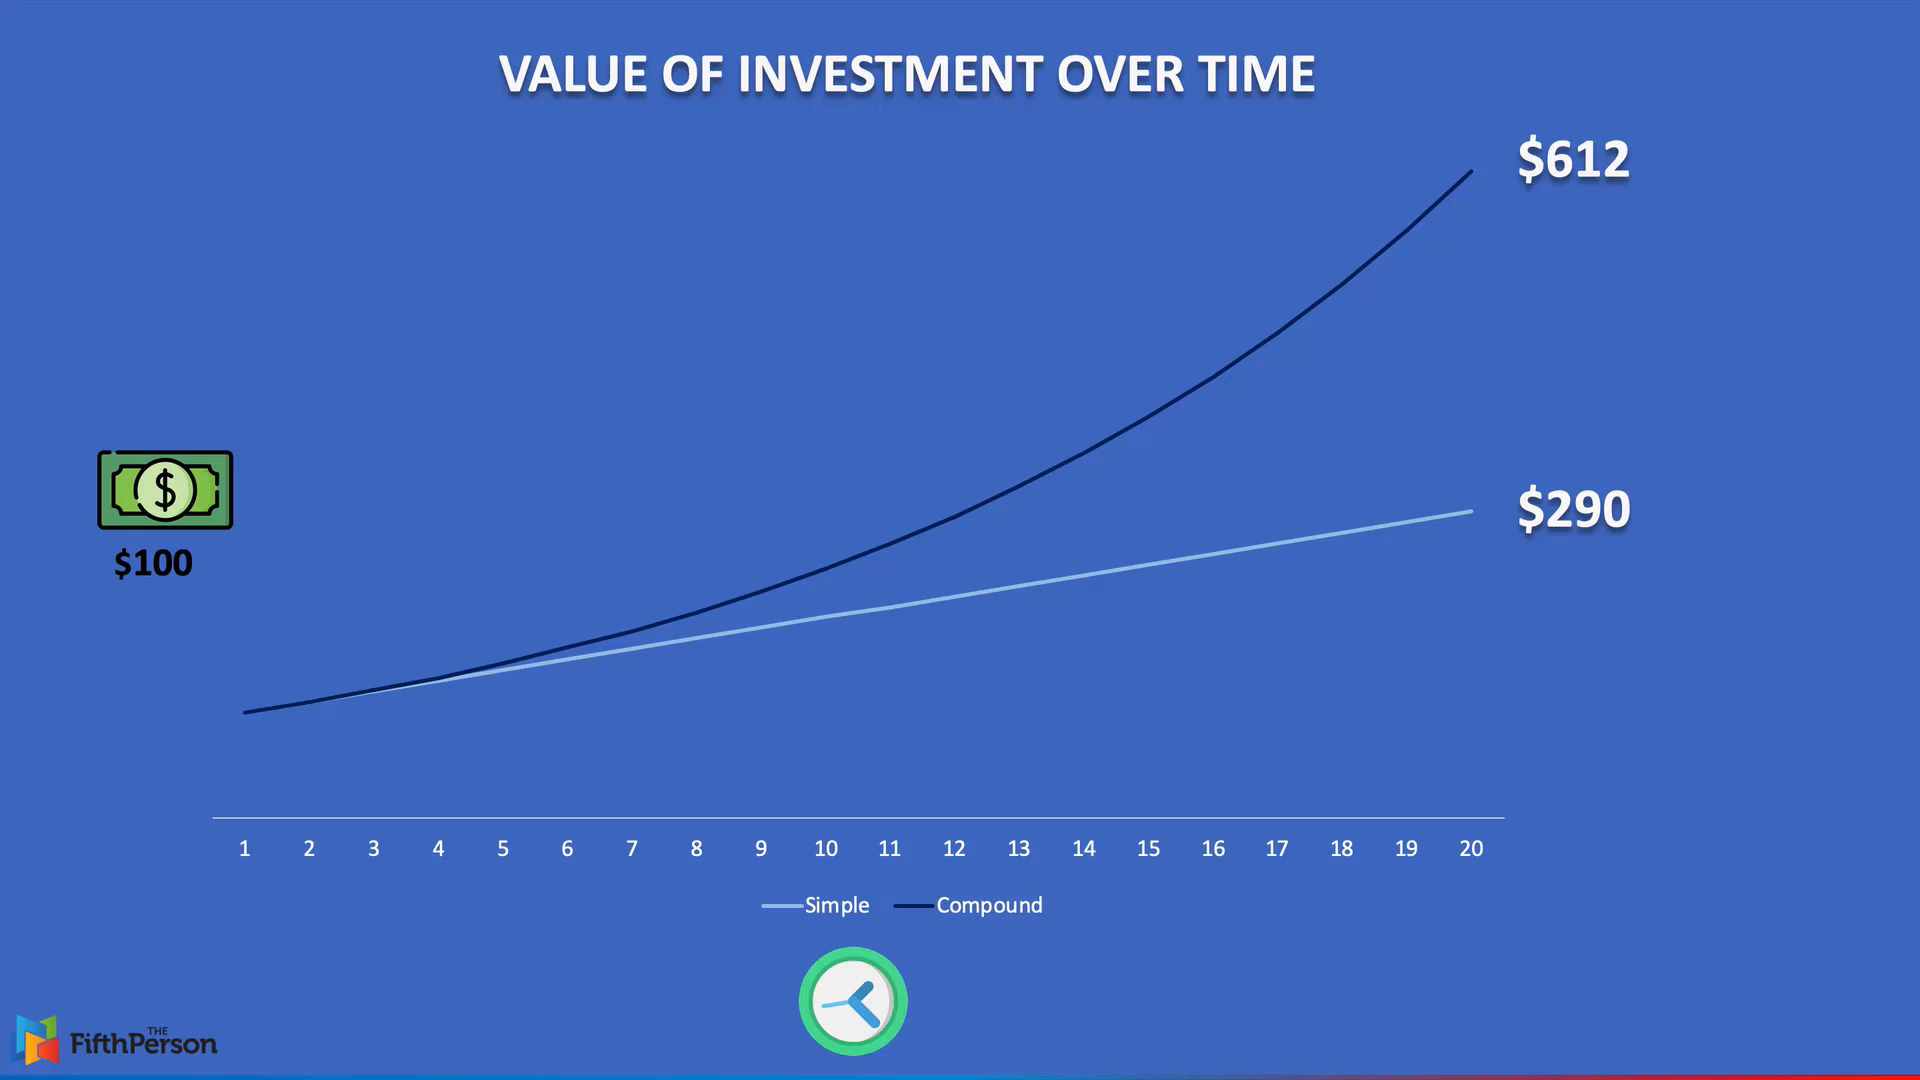 VALUE OF INVESTMENT OVER TIME
$612
$290
$
$100
1 2 3 4 5 6 7 8 9 10 11 12 13 14 15 16 17 18 19 20
Simple Compound
THE
FifthPerson